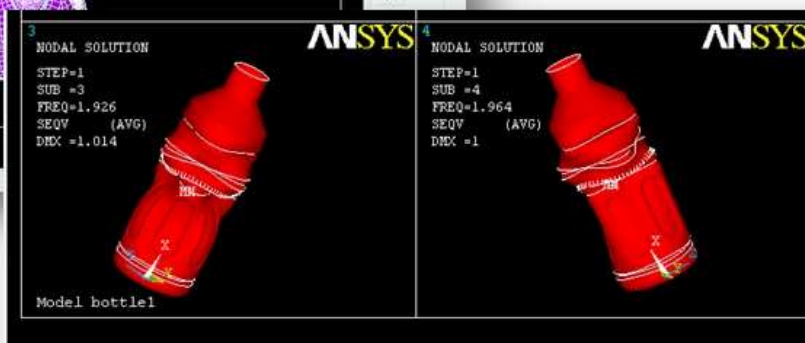 3
ANSYS
NODAL SOLUTION
STEP=1
SUB =3
FREQ=1.926
SEQV (AVG)
DMX =1.014
MN
X
Model bottle1
4
ANSYS
NODAL SOLUTION
STEP=1
SUB =4
FREQ=1.964
SEQV (AVG)
DMX =1
X